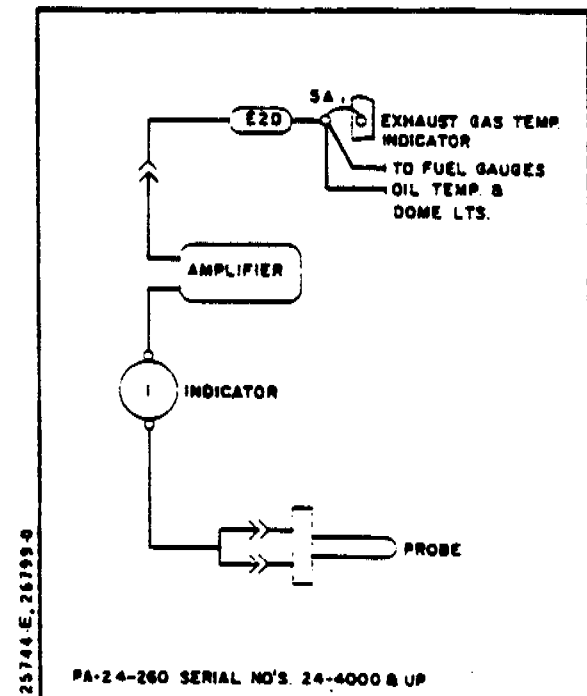 5A
E2D
EXHAUST GAS TEMP.
INDICATOR
TO FUEL GAUGES
OIL TEMP. &
DOME LTS.
AMPLIFIER
I
INDICATOR
PROBE
25744-E, 26799-0
PA-24-260 SERIAL NO'S. 24-4000 & UP